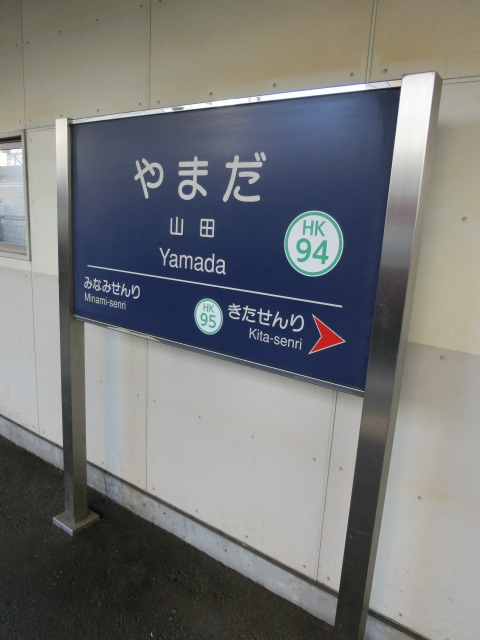 やまだ
山田
Yamada
HK
94
みなみせんり
Minami-senri
HK
95
きたせんり
Kita-senri